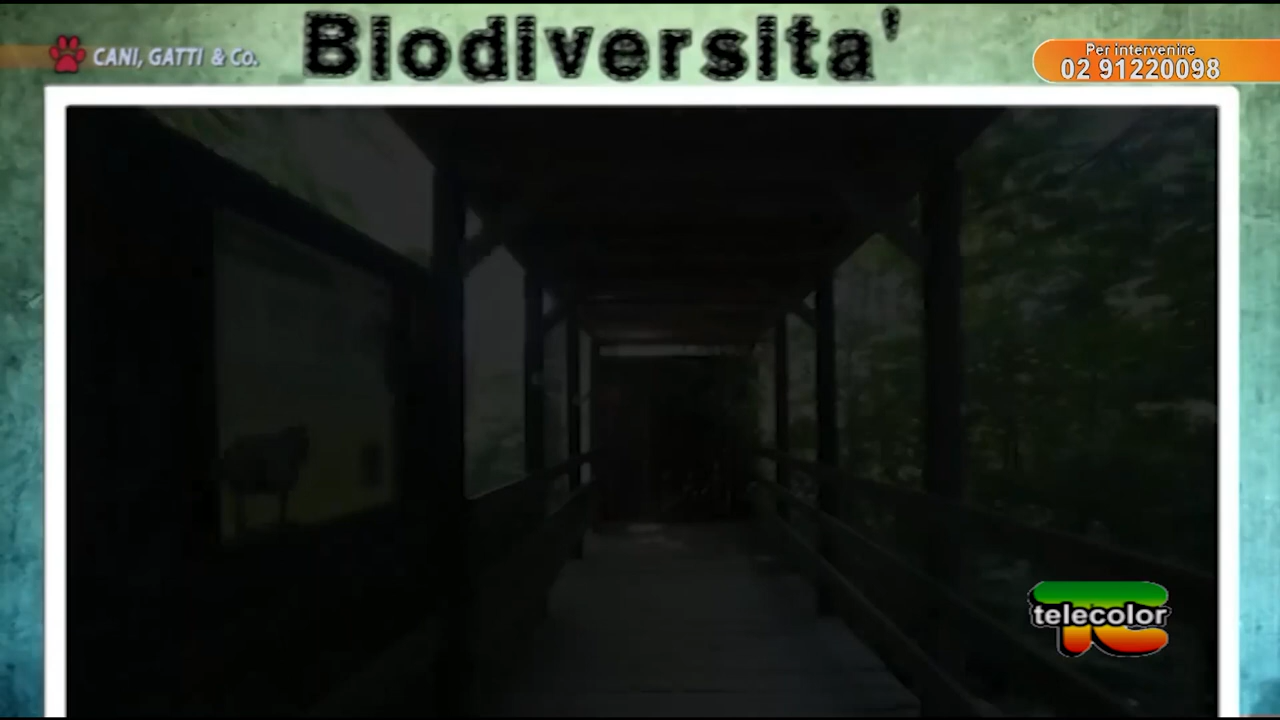 Biodiversita'
CANI, GATTI & Co.
Per intervenire
02 91220098
telecolor